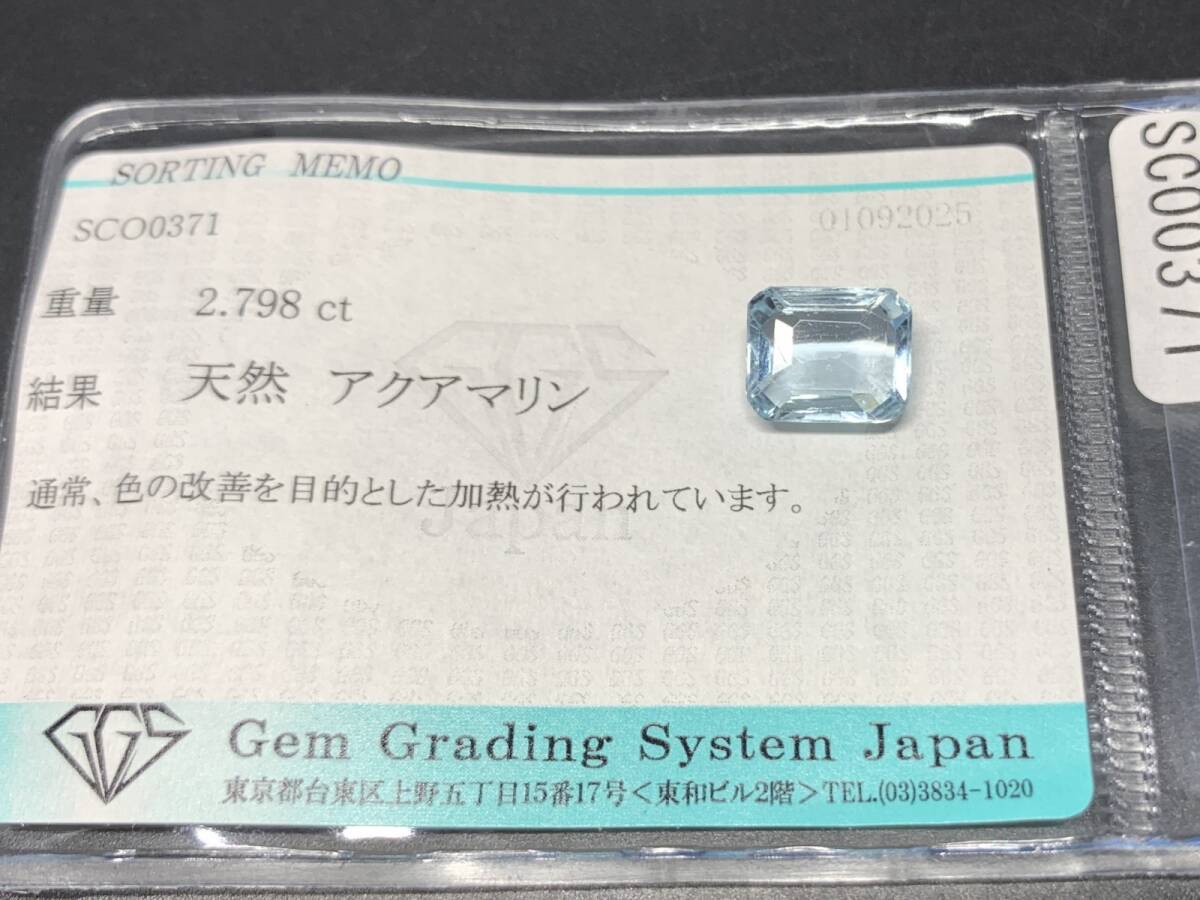 SORTING MEMO
SCO0371
01092025
重量 2.798 ct
結果 天然 アクアマリン
通常、色の改善を目的とした加熱が行われています。
Japan
GGS Gem Grading System Japan
東京都台東区上野五丁目15番17号<東和ビル2階>TEL.(03)3834-1020
SCO0371